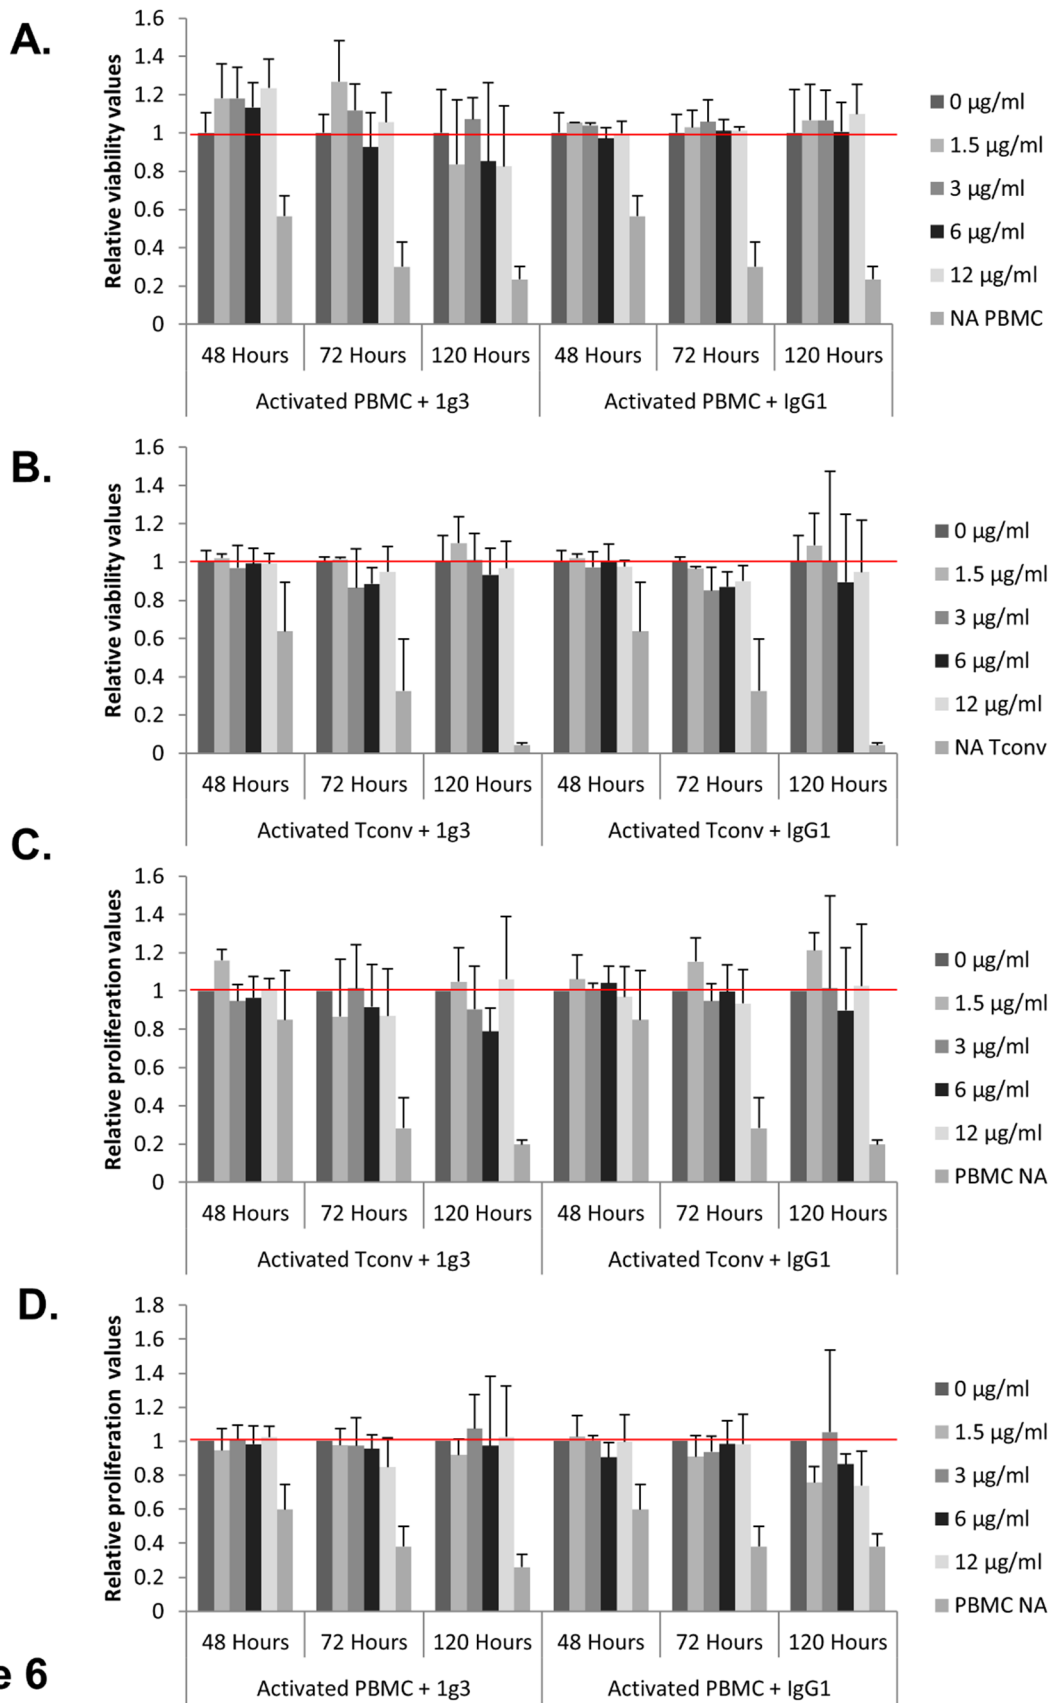 A.
Relative viability values
1.6
1.4
1.2
1
0.8
0.6
0.4
0.2
0
48 Hours 72 Hours 120 Hours 48 Hours 72 Hours 120 Hours
Activated PBMC + 1g3 Activated PBMC + IgG1
0 µg/ml
1.5 µg/ml
3 µg/ml
6 µg/ml
12 µg/ml
NA PBMC
B.
Relative viability values
1.6
1.4
1.2
1
0.8
0.6
0.4
0.2
0
48 Hours 72 Hours 120 Hours 48 Hours 72 Hours 120 Hours
Activated Tconv + 1g3 Activated Tconv + IgG1
0 µg/ml
1.5 µg/ml
3 µg/ml
6 µg/ml
12 µg/ml
NA Tconv
C.
Relative proliferation values
1.6
1.4
1.2
1
0.8
0.6
0.4
0.2
0
48 Hours 72 Hours 120 Hours 48 Hours 72 Hours 120 Hours
Activated Tconv + 1g3 Activated Tconv + IgG1
0 µg/ml
1.5 µg/ml
3 µg/ml
6 µg/ml
12 µg/ml
PBMC NA
D.
Relative proliferation values
1.8
1.6
1.4
1.2
1
0.8
0.6
0.4
0.2
0
48 Hours 72 Hours 120 Hours 48 Hours 72 Hours 120 Hours
Activated PBMC + 1g3 Activated PBMC + IgG1
0 µg/ml
1.5 µg/ml
3 µg/ml
6 µg/ml
12 µg/ml
PBMC NA
e 6